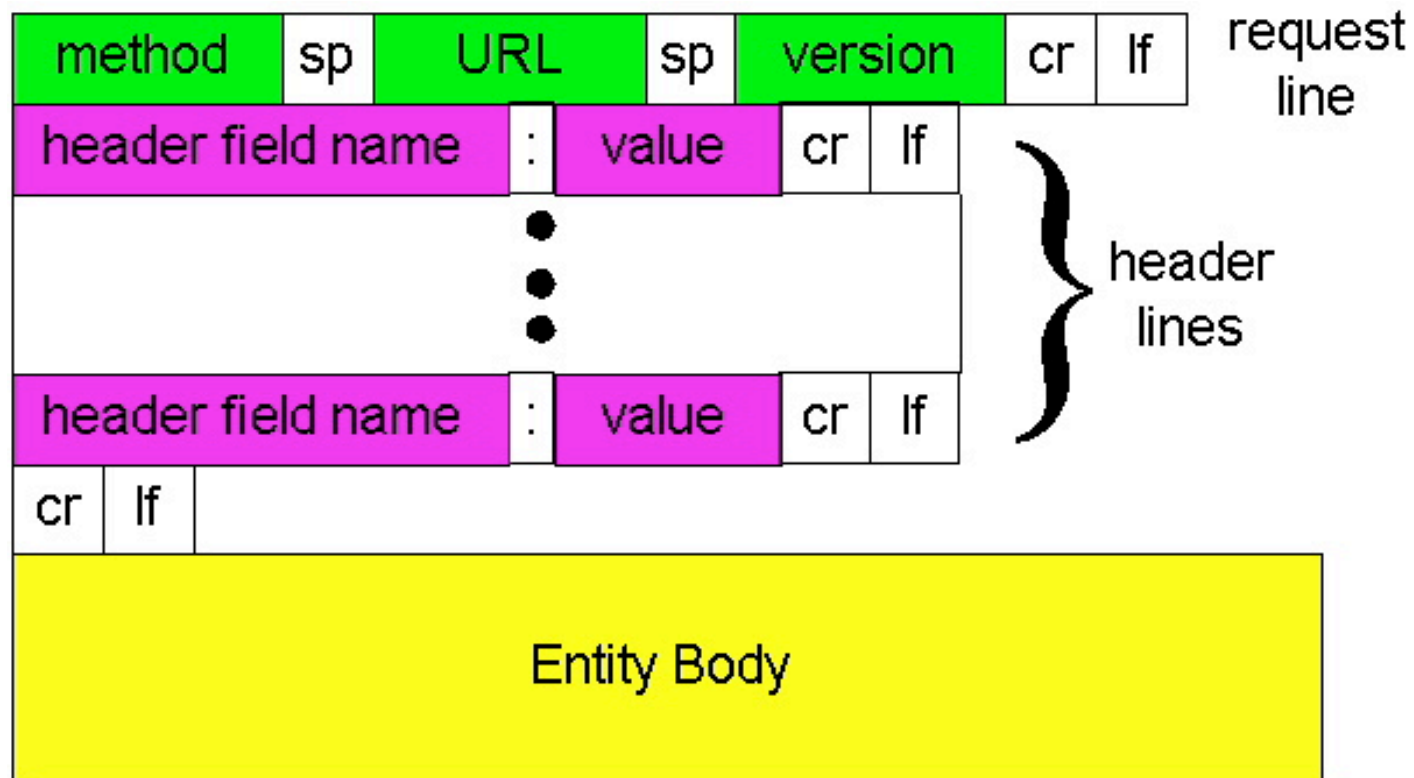 method sp URL sp version cr lf
request
line
header field name : value cr lf
header
lines
header field name : value cr lf
cr lf
Entity Body